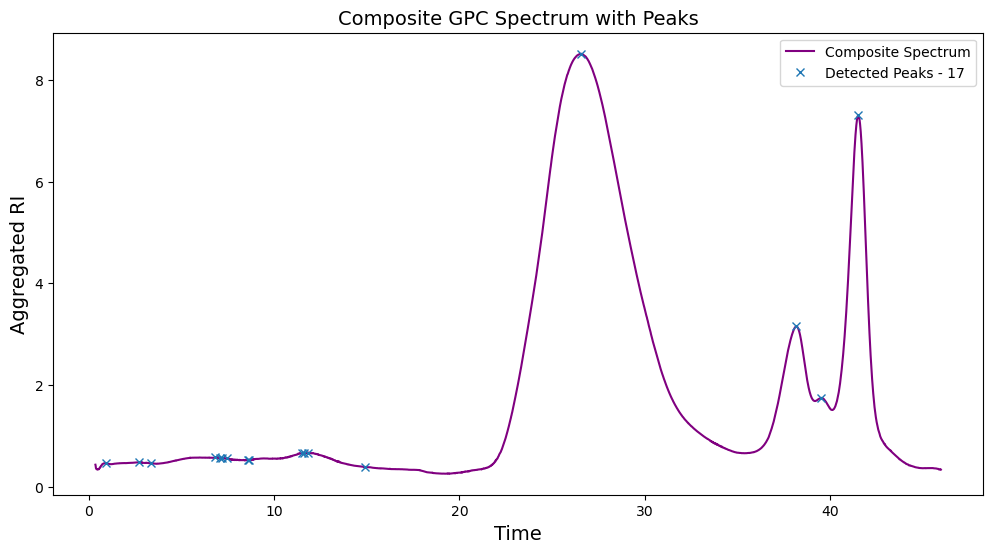 Composite GPC Spectrum with Peaks
Composite Spectrum
Detected Peaks - 17
Aggregated RI
8
6
4
2
0
0 10 20 30 40
Time